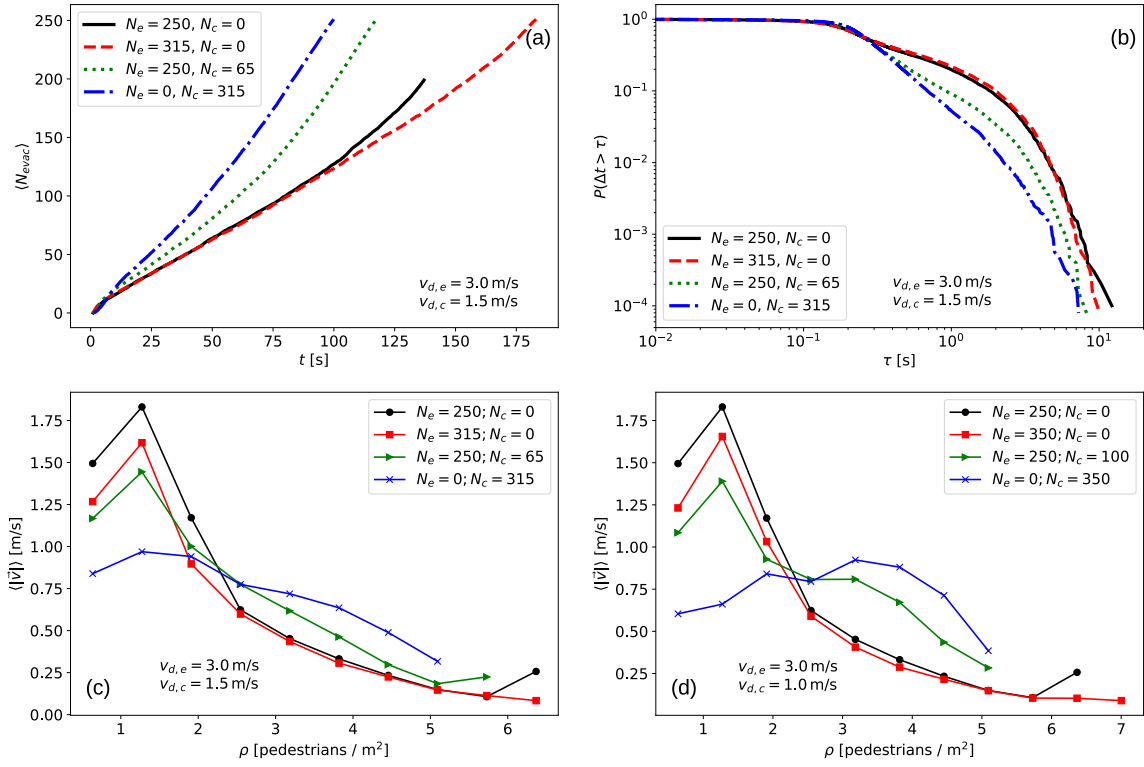 250
200
150
100
50
0
⟨N_evac⟩
N_e = 250, N_c = 0
N_e = 315, N_c = 0
N_e = 250, N_c = 65
N_e = 0, N_c = 315
(a)
v_{d,e} = 3.0 m/s
v_{d,c} = 1.5 m/s
0 25 50 75 100 125 150 175
t [s]
10^0
10^{-1}
10^{-2}
10^{-3}
10^{-4}
P(Δt > τ)
(b)
N_e = 250, N_c = 0
N_e = 315, N_c = 0
N_e = 250, N_c = 65
N_e = 0, N_c = 315
v_{d,e} = 3.0 m/s
v_{d,c} = 1.5 m/s
10^{-2} 10^{-1} 10^0 10^1
τ [s]
1.75
1.50
1.25
1.00
0.75
0.50
0.25
0.00
⟨|v⃗|⟩ [m/s]
N_e = 250; N_c = 0
N_e = 315; N_c = 0
N_e = 250; N_c = 65
N_e = 0; N_c = 315
v_{d,e} = 3.0 m/s
v_{d,c} = 1.5 m/s
(c)
1 2 3 4 5 6
ρ [pedestrians / m²]
1.75
1.50
1.25
1.00
0.75
0.50
0.25
⟨|v⃗|⟩ [m/s]
N_e = 250; N_c = 0
N_e = 350; N_c = 0
N_e = 250; N_c = 100
N_e = 0; N_c = 350
v_{d,e} = 3.0 m/s
v_{d,c} = 1.0 m/s
(d)
1 2 3 4 5 6 7
ρ [pedestrians / m²]